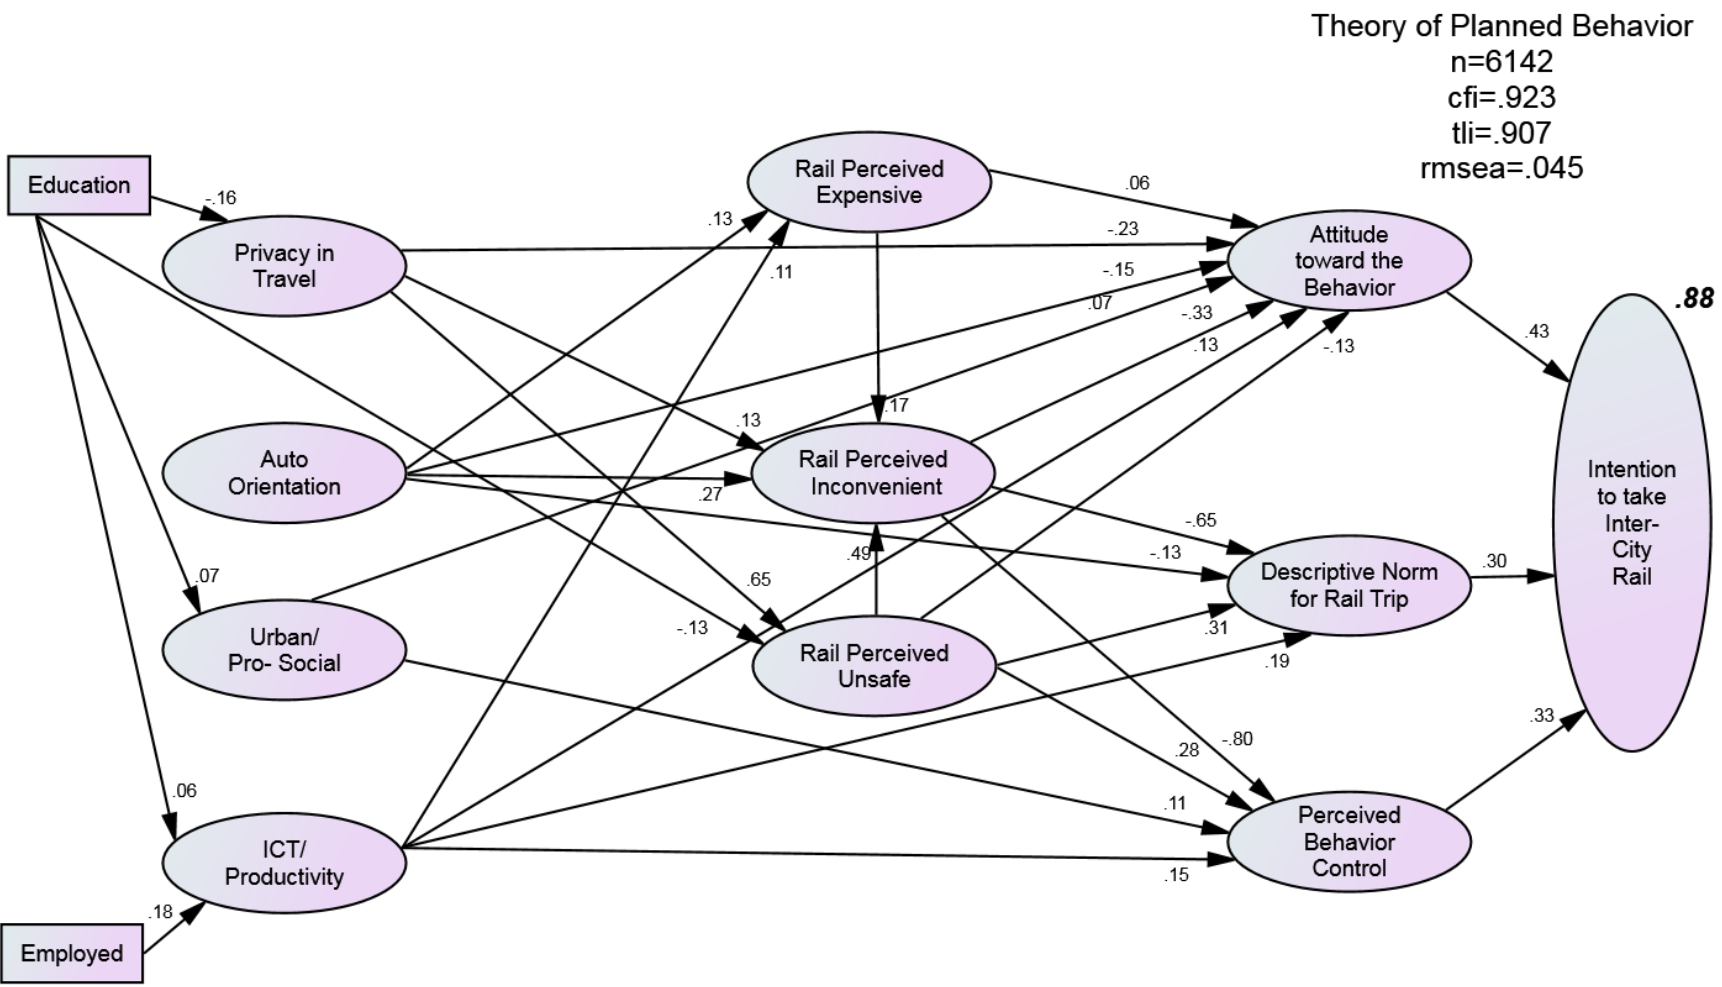 Theory of Planned Behavior
n=6142
cfi=.923
tli=.907
rmsea=.045
Education
-.16
Privacy in
Travel
Rail Perceived
Expensive
.06
.13
-.23
.11
-.15
.07
-.33
.13
-.13
Attitude
toward the
Behavior
.88
.43
Auto
Orientation
.13
.17
.27
Rail Perceived
Inconvenient
-.65
-.13
Intention
to take
Inter-
City
Rail
.07
.49
.65
-.13
Urban/
Pro- Social
Rail Perceived
Unsafe
Descriptive Norm
for Rail Trip
.30
.31
.19
.28
-.80
.33
.06
.11
ICT/
Productivity
.15
Perceived
Behavior
Control
.18
Employed